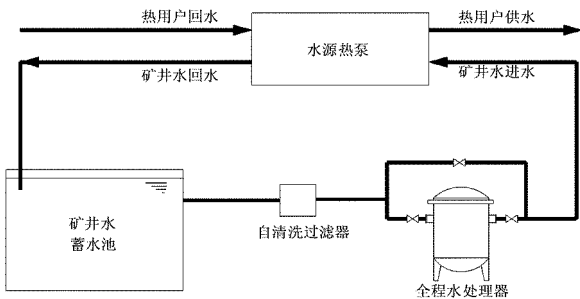 热用户回水
热用户供水
水源热泵
矿井水回水
矿井水进水
矿井水
蓄水池
自清洗过滤器
全程水处理器